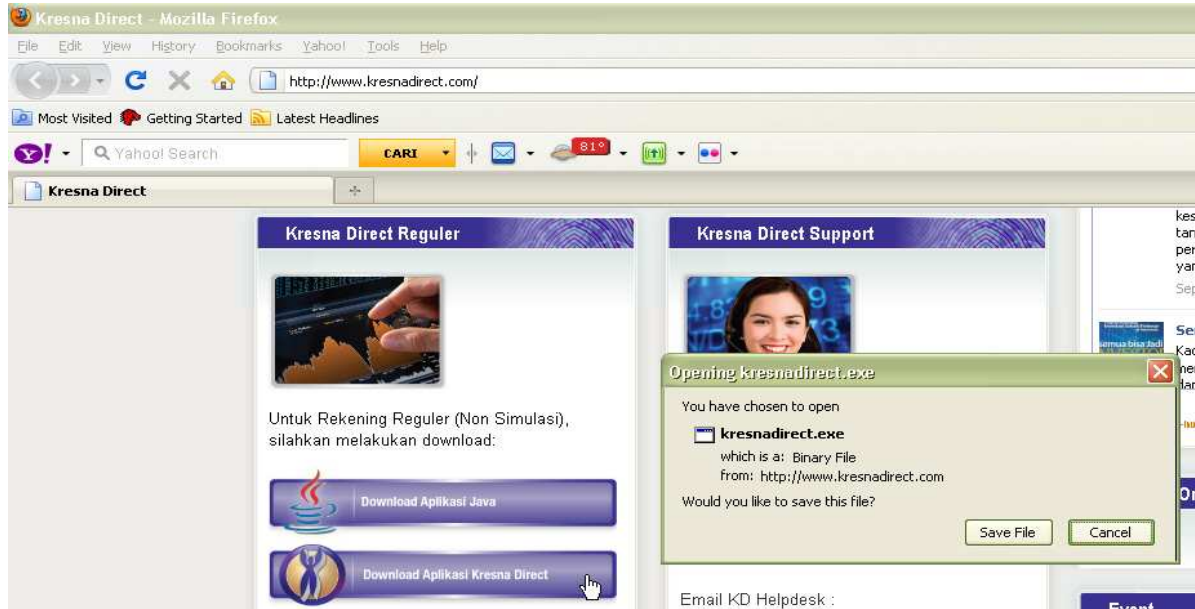 Kresna Direct - Mozilla Firefox
File Edit View History Bookmarks Yahoo! Tools Help
http://www.kresnadirect.com/
Most Visited Getting Started Latest Headlines
Y! Yahoo! Search CARI 81°
Kresna Direct
Kresna Direct Reguler
Untuk Rekening Reguler (Non Simulasi),
silahkan melakukan download:
Download Aplikasi Java
Download Aplikasi Kresna Direct
Kresna Direct Support
Opening kresnadirect.exe
You have chosen to open
kresnadirect.exe
which is a: Binary File
from: http://www.kresnadirect.com
Would you like to save this file?
Save File Cancel
Email KD Helpdesk :
Event